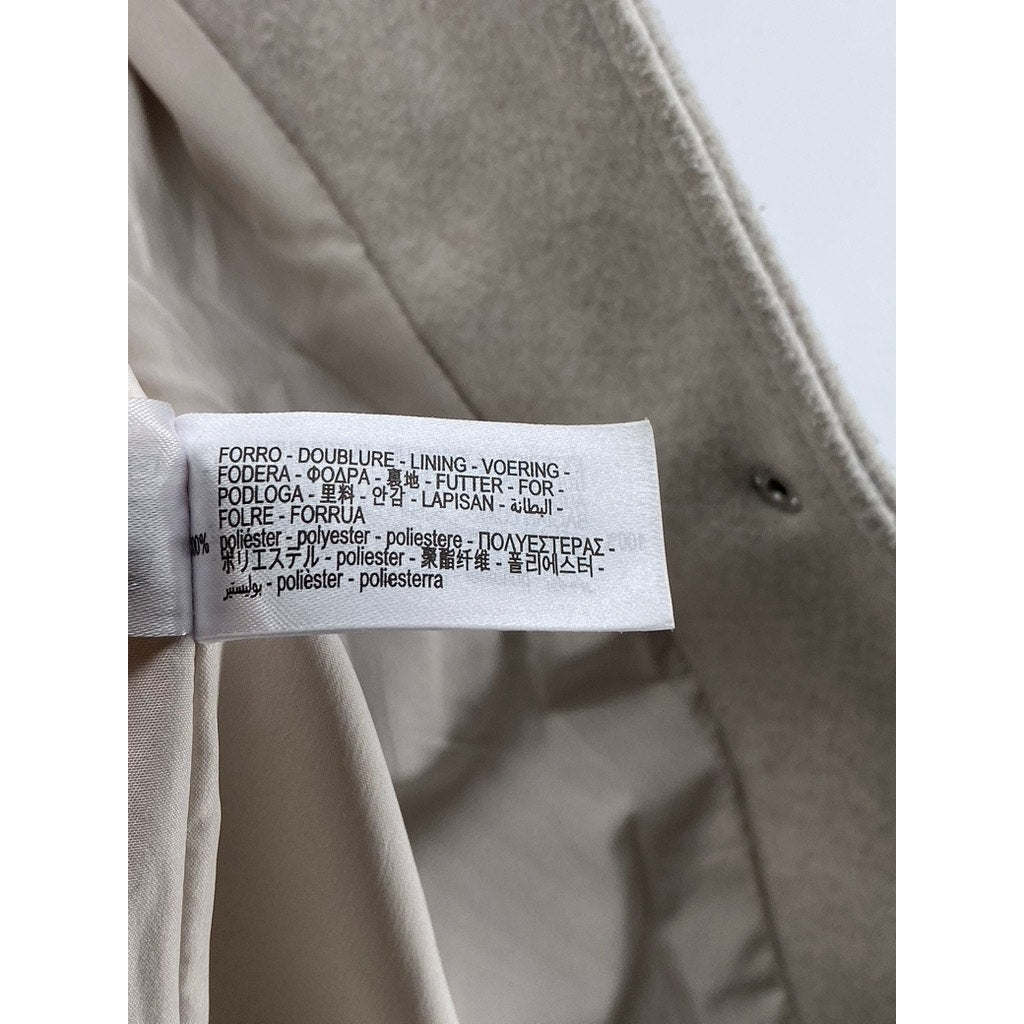 FORRO - DOUBLURE - LINING - VOERING -
FODERA - ΦΟΔΡΑ - 裏地 - FUTTER - FOR -
PODLOGA - 里料 - 안감 - LAPISAN - البطانة -
FOLRE - FORRUA
poliéster - polyester - poliestere - ΠΟΛΥΕΣΤΕΡΑΣ -
ポリエステル - poliester - 聚酯纤维 - 폴리에스터 -
بوليستير - polièster - poliesterra